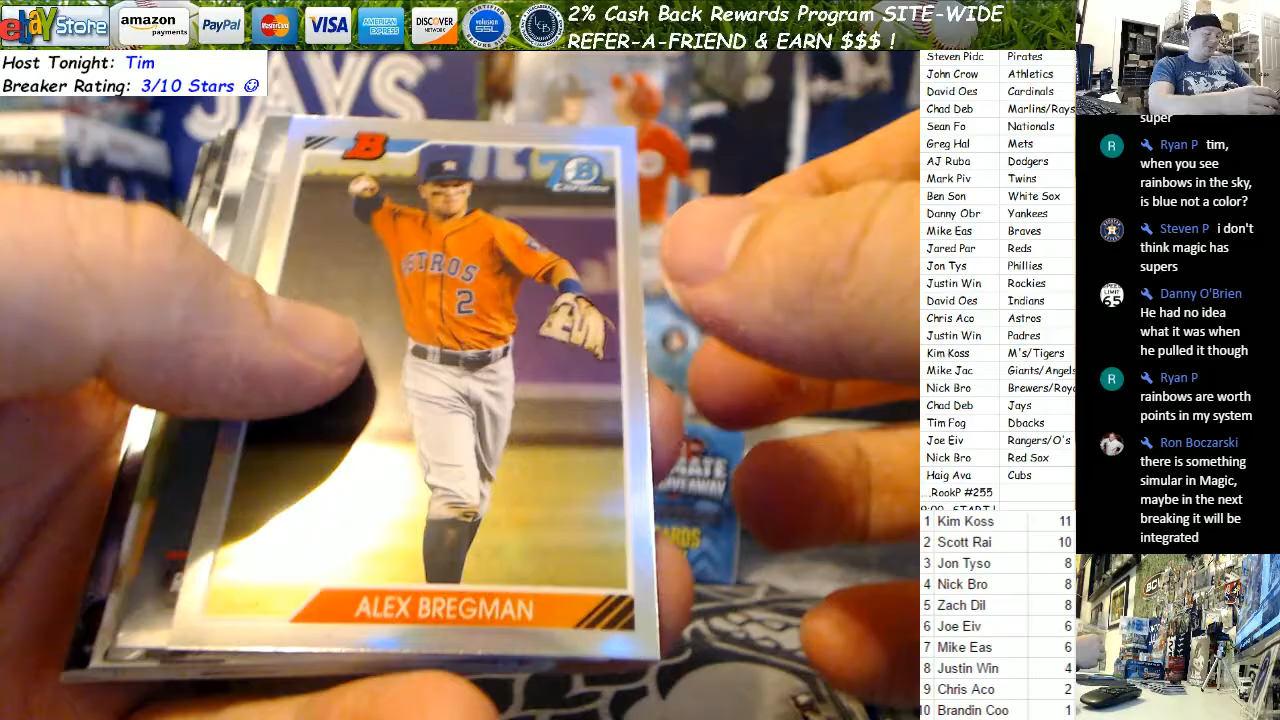 ebay Store
amazon payments
PayPal
MasterCard
VISA
AMERICAN EXPRESS
DISCOVER NETWORK
volusion
SSL
2% Cash Back Rewards Program SITE-WIDE
REFER-A-FRIEND & EARN $$$ !
Host Tonight: Tim
Breaker Rating: 3/10 Stars
JAYS
B
70 B
ASTROS
2
ALEX BREGMAN
Steven Pidc Pirates
John Crow Athletics
David Oes Cardinals
Chad Deb Marlins/Rays
Sean Fo Nationals
Greg Hal Mets
AJ Ruba Dodgers
Mark Piv Twins
Ben Son White Sox
Danny Obr Yankees
Mike Eas Braves
Jared Par Reds
Jon Tys Phillies
Justin Win Rockies
David Oes Indians
Chris Aco Astros
Justin Win Padres
Kim Koss M's/Tigers
Mike Jac Giants/Angels
Nick Bro Brewers/Roy
Chad Deb Jays
Tim Fog Dbacks
Joe Eiv Rangers/O's
Nick Bro Red Sox
Haig Ava Cubs
...RookP #255
1 Kim Koss 11
2 Scott Rai 10
3 Jon Tyso 8
4 Nick Bro 8
5 Zach Dil 8
6 Joe Eiv 6
7 Mike Eas 6
8 Justin Win 4
9 Chris Aco 2
10 Brandin Coo 1
super
R Ryan P tim,
when you see
rainbows in the sky,
is blue not a color?
Steven P i don't
think magic has
supers
65 Danny O'Brien
He had no idea
what it was when
he pulled it though
R Ryan P
rainbows are worth
points in my system
Ron Boczarski
there is something
simular in Magic,
maybe in the next
breaking it will be
integrated